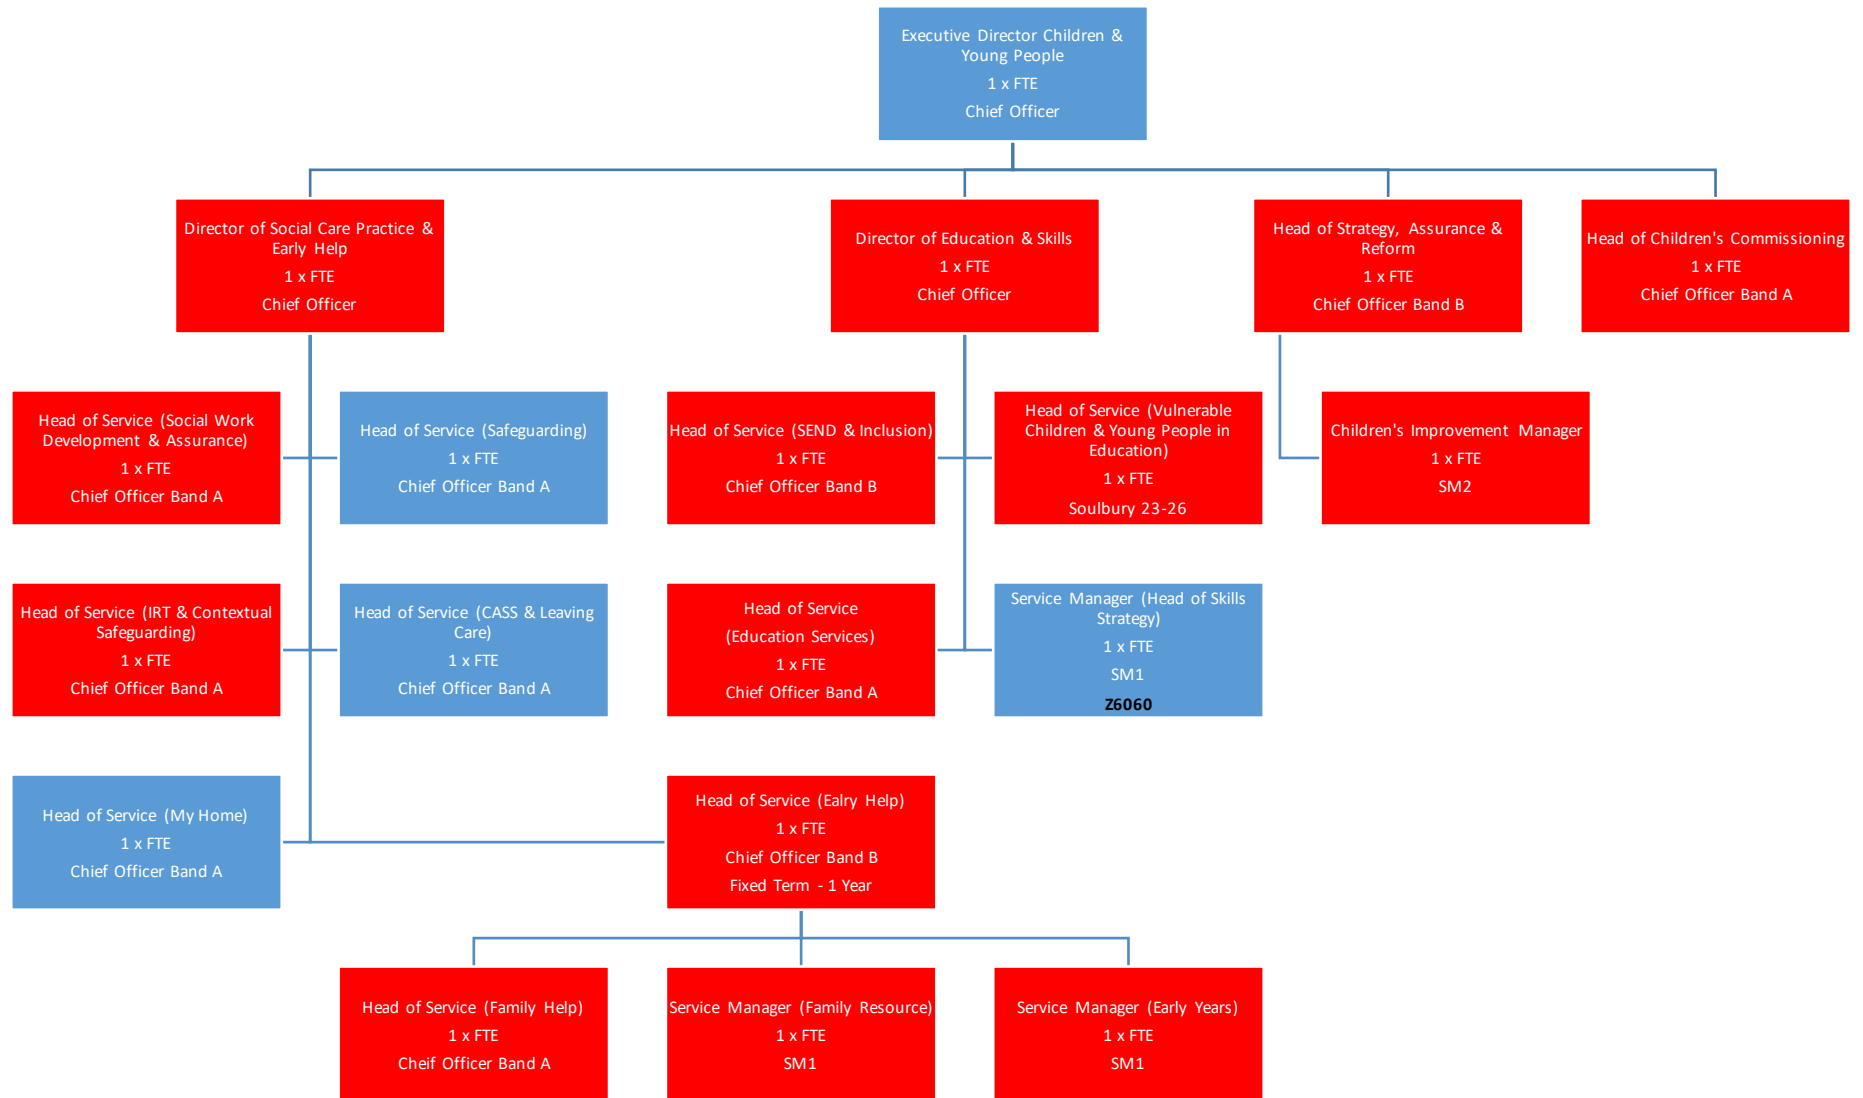 Executive Director Children &
Young People
1 x FTE
Chief Officer
Director of Social Care Practice &
Early Help
1 x FTE
Chief Officer
Director of Education & Skills
1 x FTE
Chief Officer
Head of Strategy, Assurance &
Reform
1 x FTE
Chief Officer Band B
Head of Children's Commissioning
1 x FTE
Chief Officer Band A
Head of Service (Social Work
Development & Assurance)
1 x FTE
Chief Officer Band A
Head of Service (Safeguarding)
1 x FTE
Chief Officer Band A
Head of Service (SEND & Inclusion)
1 x FTE
Chief Officer Band B
Head of Service (Vulnerable
Children & Young People in
Education)
1 x FTE
Soulbury 23-26
Children's Improvement Manager
1 x FTE
SM2
Head of Service (IRT & Contextual
Safeguarding)
1 x FTE
Chief Officer Band A
Head of Service (CASS & Leaving
Care)
1 x FTE
Chief Officer Band A
Head of Service
(Education Services)
1 x FTE
Chief Officer Band A
Service Manager (Head of Skills
Strategy)
1 x FTE
SM1
Z6060
Head of Service (My Home)
1 x FTE
Chief Officer Band A
Head of Service (Ealry Help)
1 x FTE
Chief Officer Band B
Fixed Term - 1 Year
Head of Service (Family Help)
1 x FTE
Cheif Officer Band A
Service Manager (Family Resource)
1 x FTE
SM1
Service Manager (Early Years)
1 x FTE
SM1